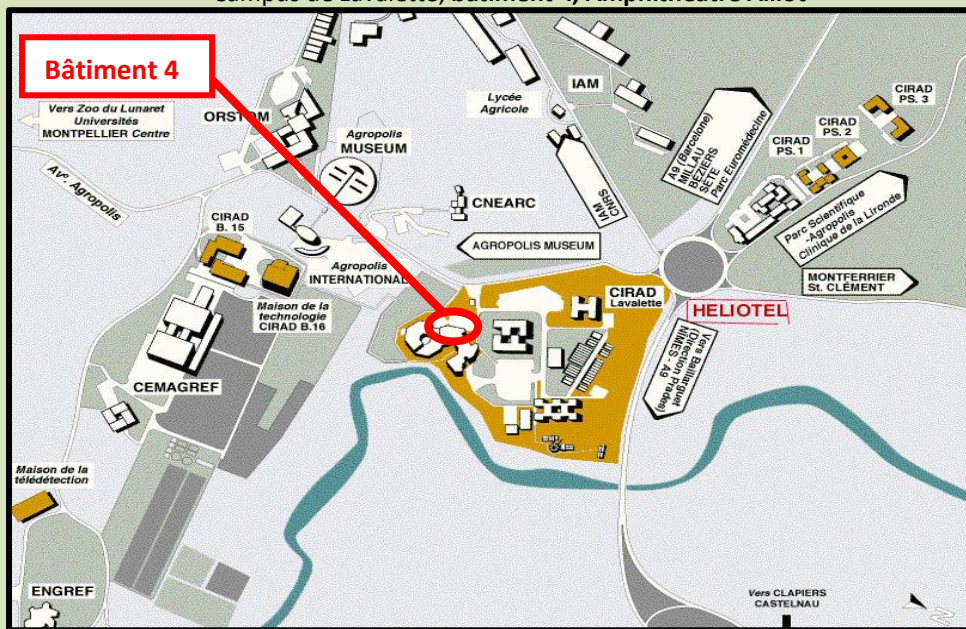 Campus de Lavalette, bâtiment 4, Amphithéâtre Alliot
Bâtiment 4
Vers Zoo du Lunaret
Universités
MONTPELLIER Centre
ORSTOM
Agropolis
MUSEUM
Lycée
Agricole
IAM
A9 (Barcelone)
MILLAU
BEZIERS
SETE
Parc Euromédecine
CIRAD
PS. 3
CIRAD
PS. 2
CIRAD
PS. 1
Ave. Agropolis
CNEARC
CNRS
IAM
Parc Scientifique
-Agropolis
Clinique de la Lironde
CIRAD
B. 15
AGROPOLIS MUSEUM
Agropolis
INTERNATIONAL
MONTFERRIER
St. CLÉMENT
Maison de la
technologie
CIRAD B.16
CIRAD
Lavalette
HELIOTEL
Vers Baillarguet
(Direction Prades)
NIMES - A9
CEMAGREF
Maison de la
télédétection
ENGREF
Vers CLAPIERS
CASTELNAU
N